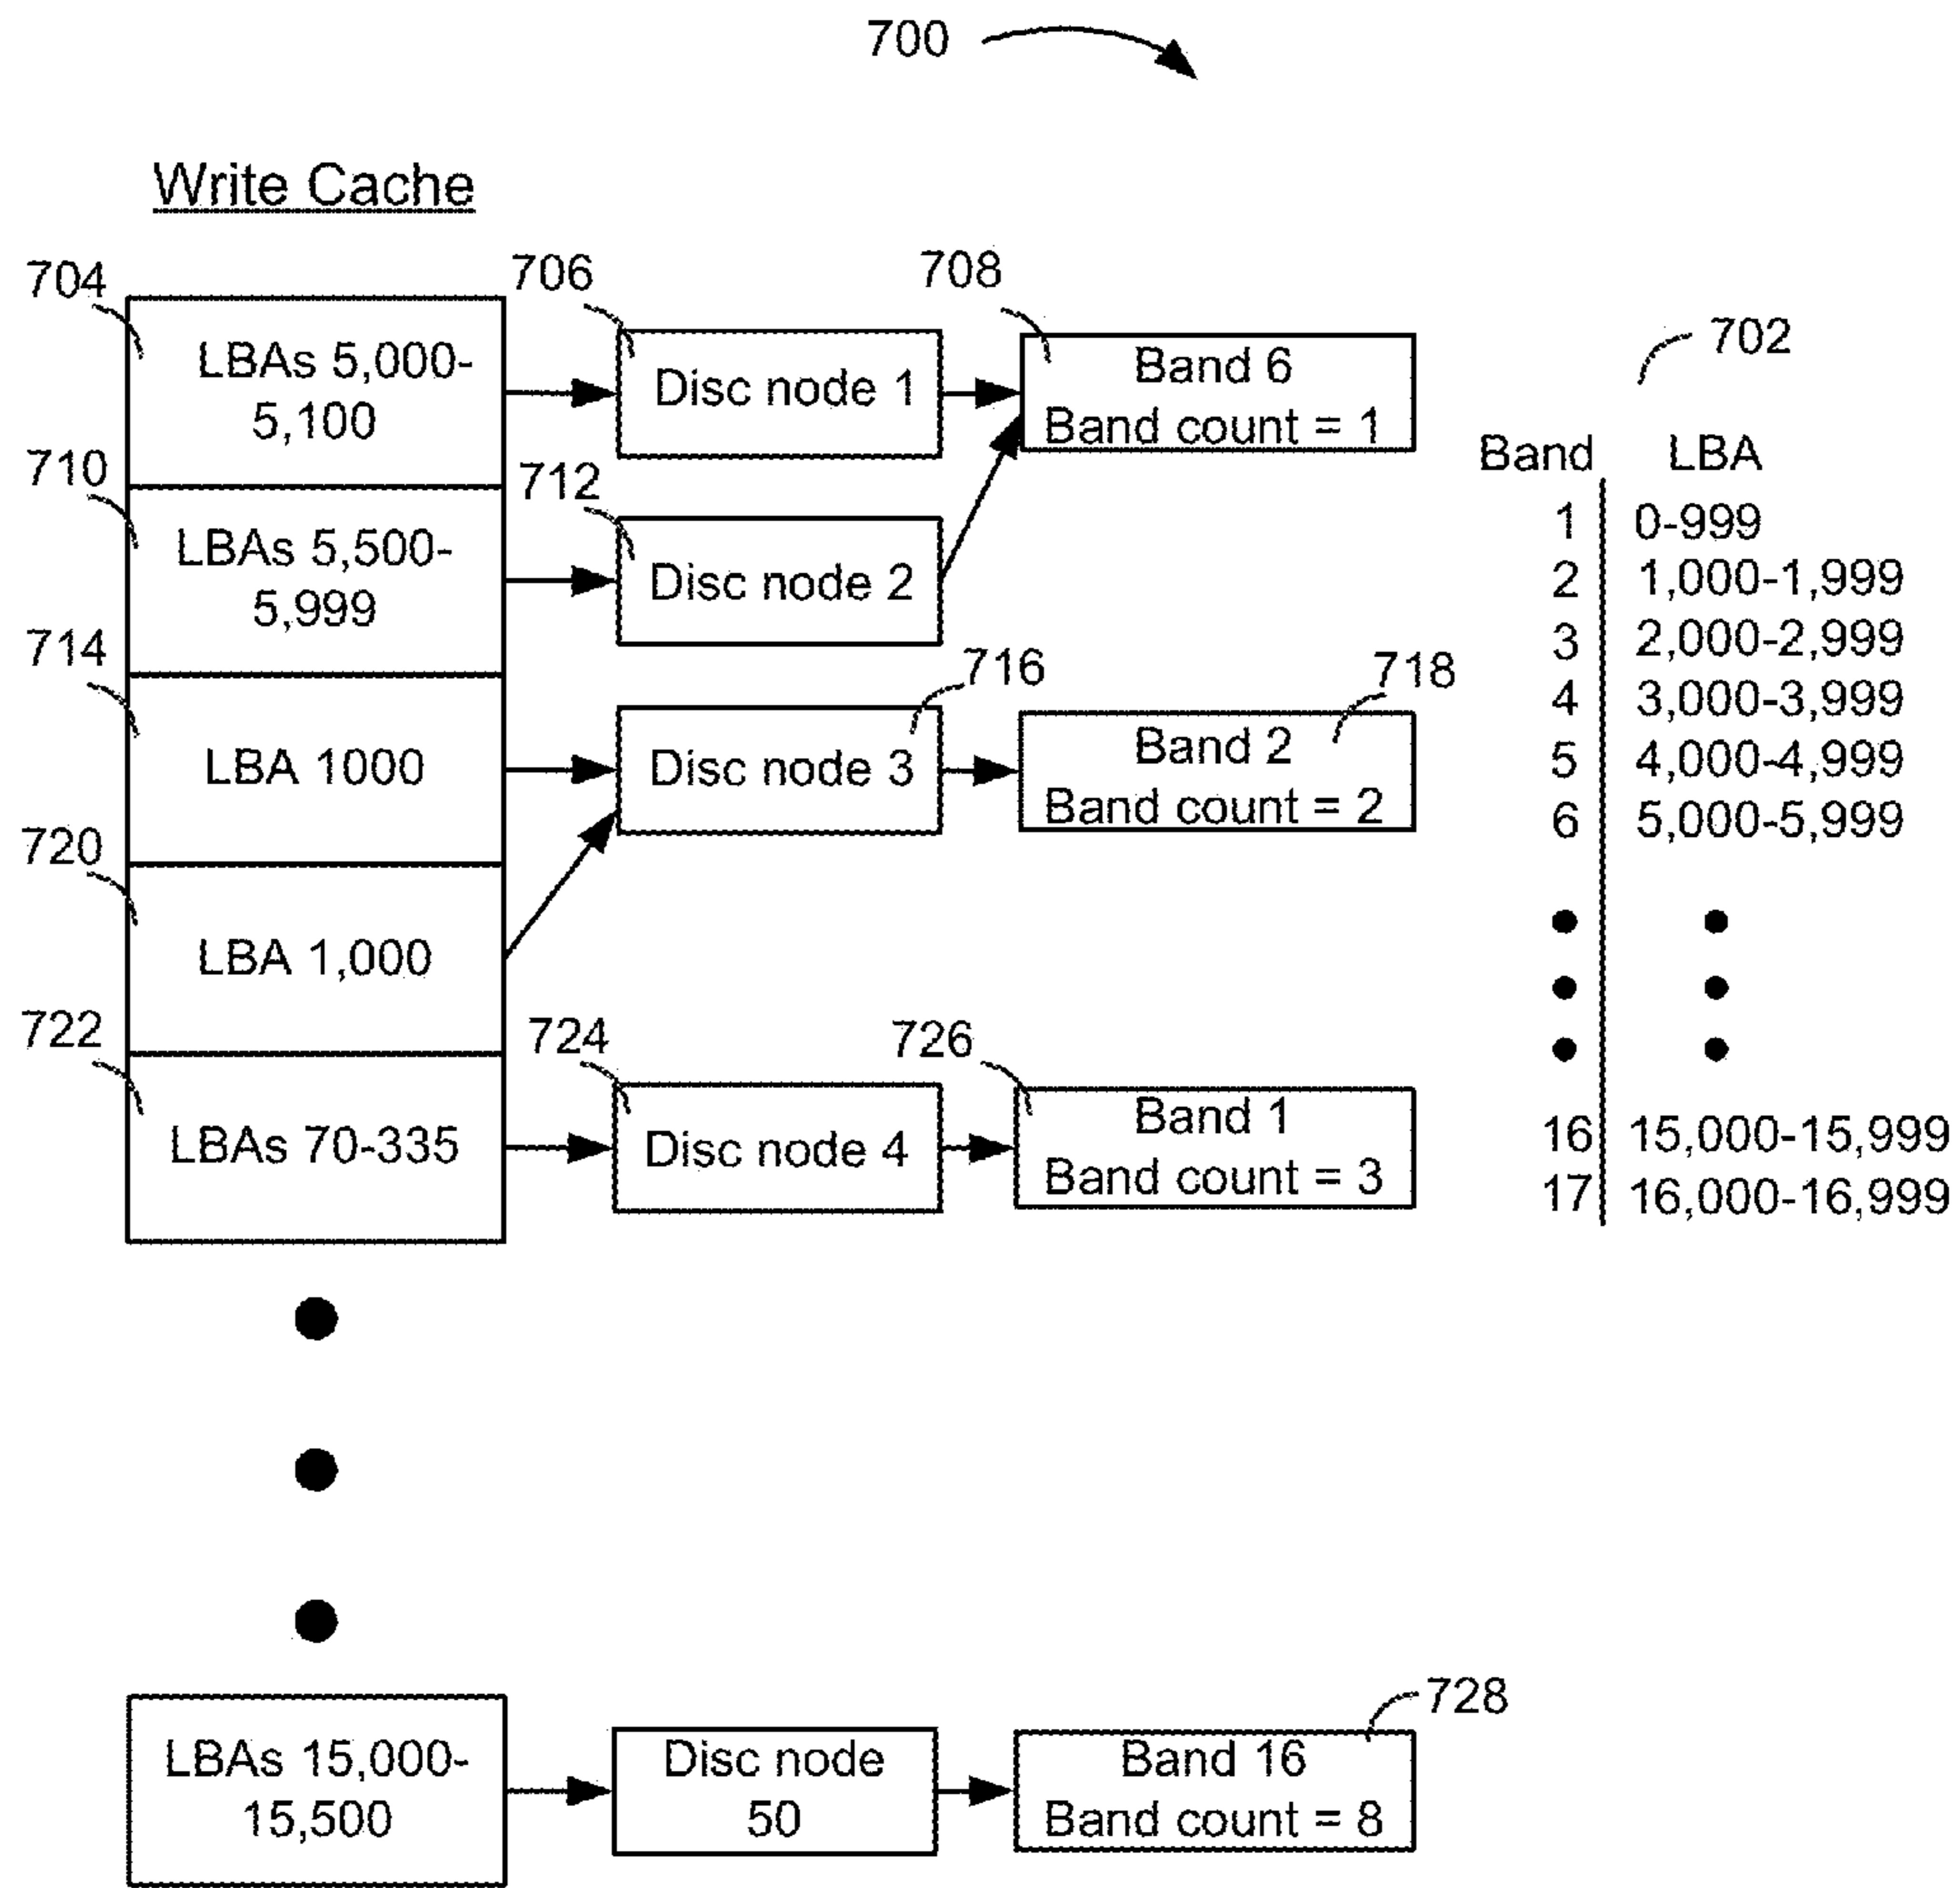 700
Write Cache
704
706
708
702
LBAs 5,000-
5,100
Disc node 1
Band 6
Band count = 1
Band LBA
710
712
LBAs 5,500-
5,999
Disc node 2
1 0-999
2 1,000-1,999
3 2,000-2,999
4 3,000-3,999
5 4,000-4,999
6 5,000-5,999
16 15,000-15,999
17 16,000-16,999
714
716
718
LBA 1000
Disc node 3
Band 2
Band count = 2
720
LBA 1,000
722
724
726
LBAs 70-335
Disc node 4
Band 1
Band count = 3
728
LBAs 15,000-
15,500
Disc node
50
Band 16
Band count = 8